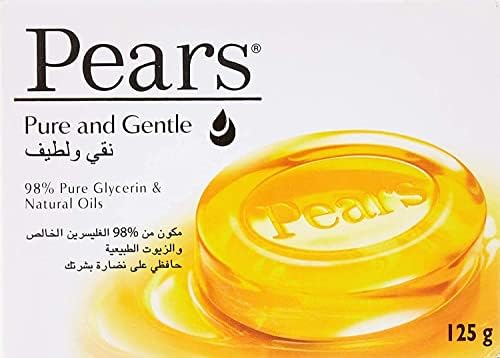 Pears®
Pure and Gentle
نقي ولطيف
98% Pure Glycerin &
Natural Oils
مكون من 98% الغليسرين الخالص
والزيوت الطبيعية
حافظي على نضارة بشرتك
Pears
125 g